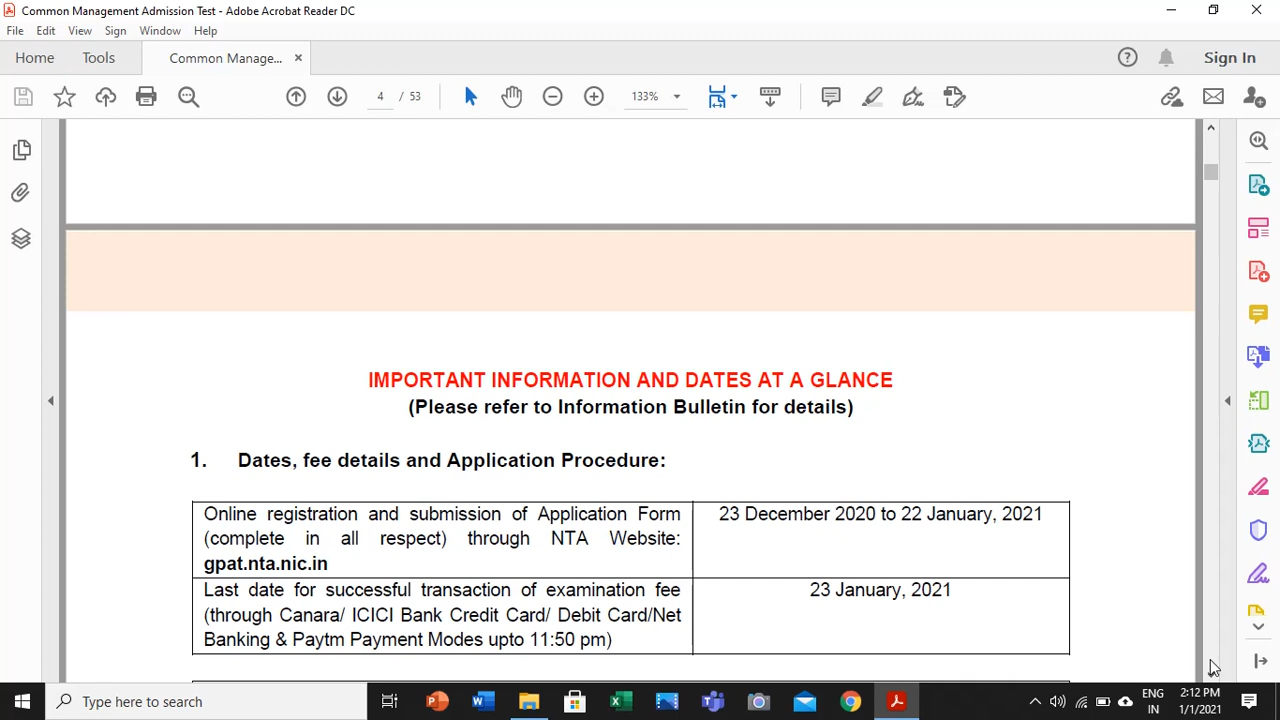 Common Management Admission Test - Adobe Acrobat Reader DC
File Edit View Sign Window Help
Home Tools Common Manage... Sign In
4 / 53 133%
IMPORTANT INFORMATION AND DATES AT A GLANCE
(Please refer to Information Bulletin for details)
1. Dates, fee details and Application Procedure:
Online registration and submission of Application Form
(complete in all respect) through NTA Website:
gpat.nta.nic.in
23 December 2020 to 22 January, 2021
Last date for successful transaction of examination fee
(through Canara/ ICICI Bank Credit Card/ Debit Card/Net
Banking & Paytm Payment Modes upto 11:50 pm)
23 January, 2021
Type here to search
ENG
IN
2:12 PM
1/1/2021